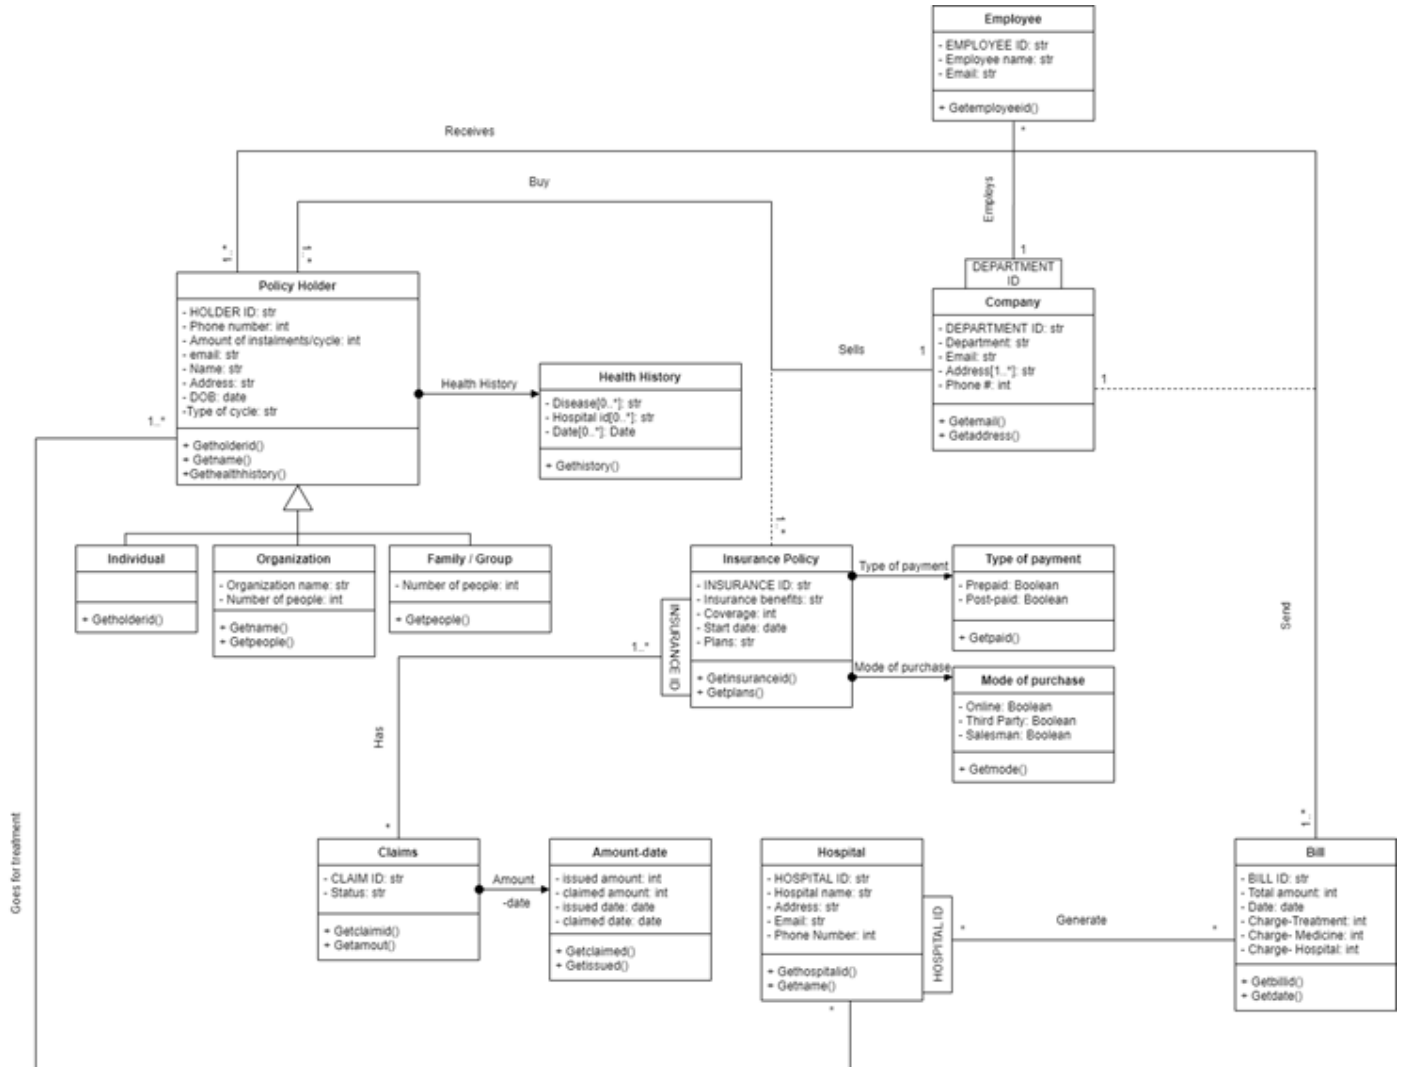 Employee
- EMPLOYEE ID: str
- Employee name: str
- Email: str
+ Getemployeeid()
*
Employs
1
Receives
Buy
1..*
1..*
Policy Holder
- HOLDER ID: str
- Phone number: int
- Amount of instalments/cycle: int
- email: str
- Name: str
- Address: str
- DOB: date
-Type of cycle: str
+ Getholderid()
+ Getname()
+Gethealthhistory()
1..*
Health History
Health History
- Disease[0..*]: str
- Hospital id[0..*]: str
- Date[0..*]: Date
+ Gethistory()
Sells
1
DEPARTMENT
ID
Company
- DEPARTMENT ID: str
- Department: str
- Email: str
- Address[1..*]: str
- Phone #: int
+ Getemail()
+ Getaddress()
1
Individual
+ Getholderid()
Organization
- Organization name: str
- Number of people: int
+ Getname()
+ Getpeople()
Family / Group
- Number of people: int
+ Getpeople()
1..*
Insurance Policy
- INSURANCE ID: str
- Insurance benefits: str
- Coverage: int
- Start date: date
- Plans: str
+ Getinsuranceid()
+ Getplans()
INSURANCE ID
1..*
Type of payment
Type of payment
- Prepaid: Boolean
- Post-paid: Boolean
+ Getpaid()
Mode of purchase
Mode of purchase
- Online: Boolean
- Third Party: Boolean
- Salesman: Boolean
+ Getmode()
Send
1..*
Has
*
Goes for treatment
Claims
- CLAIM ID: str
- Status: str
+ Getclaimid()
+ Getamout()
Amount
-date
Amount-date
- issued amount: int
- claimed amount: int
- issued date: date
- claimed date: date
+ Getclaimed()
+ Getissued()
Hospital
- HOSPITAL ID: str
- Hospital name: str
- Address: str
- Email: str
- Phone Number: int
+ Gethospitalid()
+ Getname()
HOSPITAL ID
*
Generate
*
*
Bill
- BILL ID: str
- Total amount: int
- Date: date
- Charge-Treatment: int
- Charge- Medicine: int
- Charge- Hospital: int
+ Getbillid()
+ Getdate()